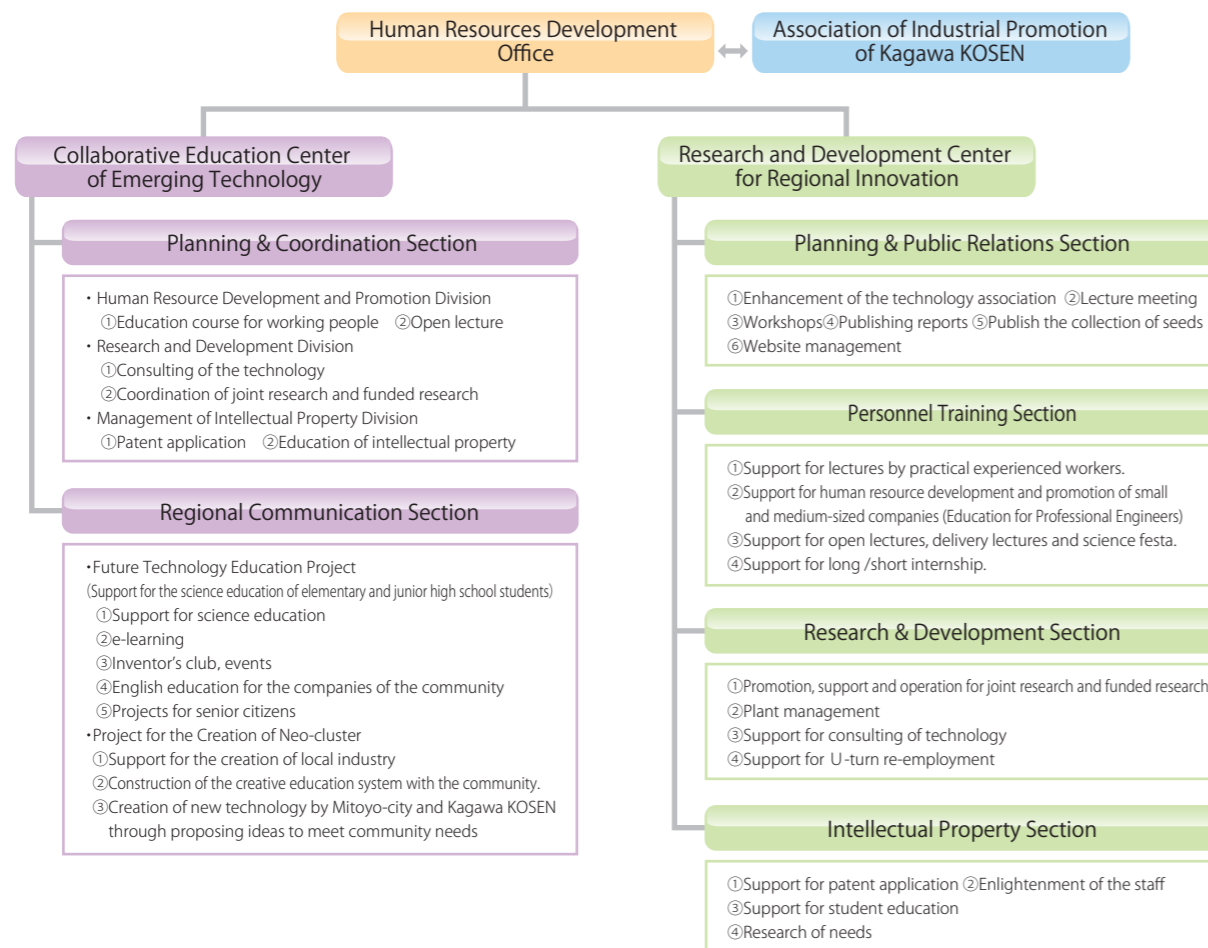 Human Resources Development
Office
Association of Industrial Promotion
of Kagawa KOSEN
Collaborative Education Center
of Emerging Technology
Planning & Coordination Section
・Human Resource Development and Promotion Division
①Education course for working people ②Open lecture
・Research and Development Division
①Consulting of the technology
②Coordination of joint research and funded research
・Management of Intellectual Property Division
①Patent application ②Education of intellectual property
Regional Communication Section
・Future Technology Education Project
(Support for the science education of elementary and junior high school students)
①Support for science education
②e-learning
③Inventor's club, events
④English education for the companies of the community
⑤Projects for senior citizens
・Project for the Creation of Neo-cluster
①Support for the creation of local industry
②Construction of the creative education system with the community.
③Creation of new technology by Mitoyo-city and Kagawa KOSEN
through proposing ideas to meet community needs
Research and Development Center
for Regional Innovation
Planning & Public Relations Section
①Enhancement of the technology association ②Lecture meeting
③Workshops④Publishing reports ⑤Publish the collection of seeds
⑥Website management
Personnel Training Section
①Support for lectures by practical experienced workers.
②Support for human resource development and promotion of small
and medium-sized companies (Education for Professional Engineers)
③Support for open lectures, delivery lectures and science festa.
④Support for long /short internship.
Research & Development Section
①Promotion, support and operation for joint research and funded research
②Plant management
③Support for consulting of technology
④Support for U-turn re-employment
Intellectual Property Section
①Support for patent application ②Enlightenment of the staff
③Support for student education
④Research of needs